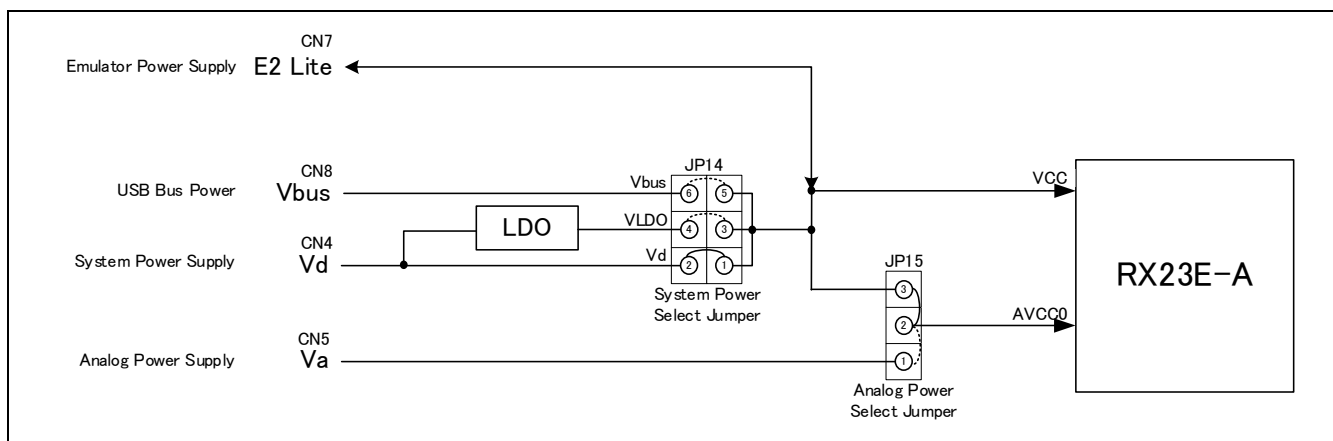 CN7
Emulator Power Supply E2 Lite
CN8
USB Bus Power Vbus
JP14
Vbus
6 5
VCC
LDO
VLDO
4 3
CN4
System Power Supply Vd
Vd
2 1
System Power
Select Jumper
JP15
3
2
1
AVCC0
RX23E-A
CN5
Analog Power Supply Va
Analog Power
Select Jumper